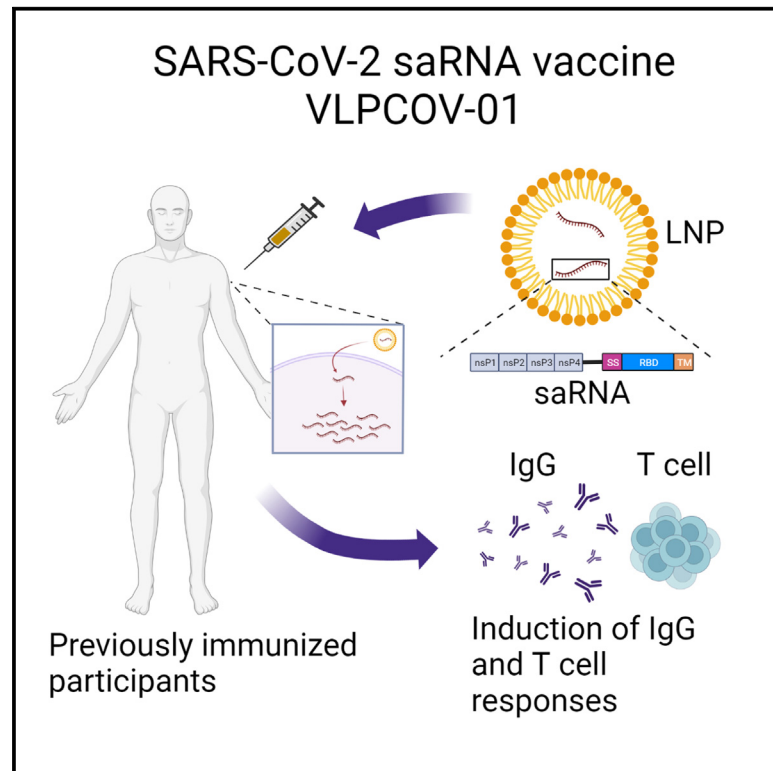 SARS-CoV-2 saRNA vaccine
VLPCOV-01
LNP
nsP1 nsP2 nsP3 nsP4 SS RBD TM
saRNA
IgG T cell
Previously immunized
participants
Induction of IgG
and T cell
responses